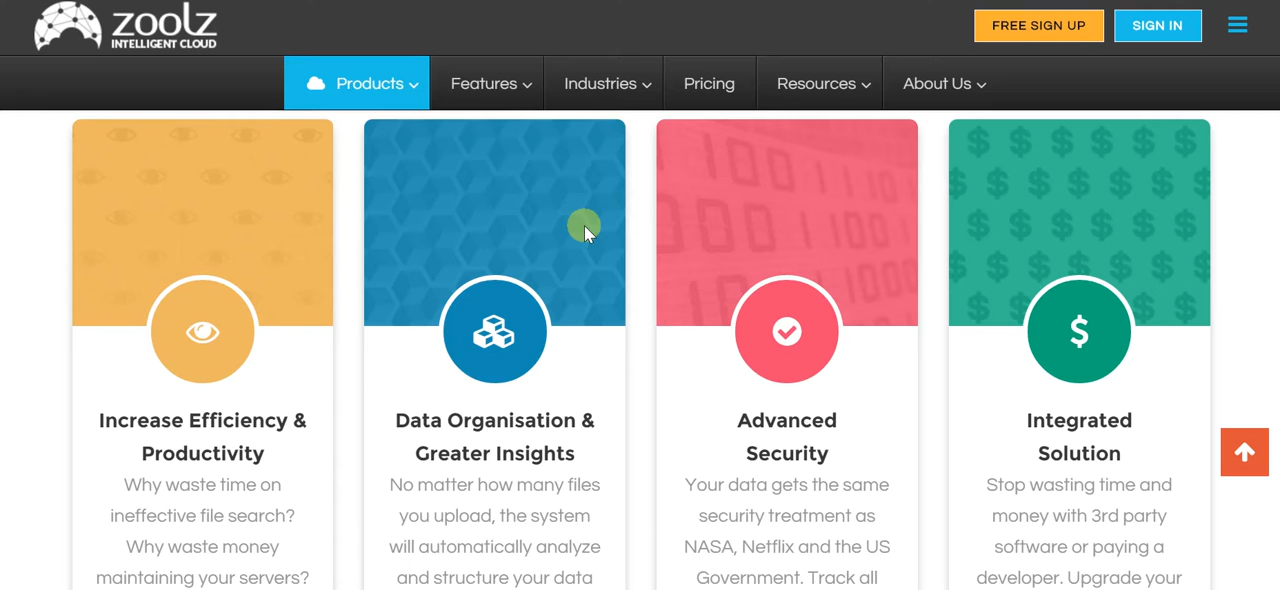 zoolz
INTELLIGENT CLOUD
FREE SIGN UP
SIGN IN
Products
Features
Industries
Pricing
Resources
About Us
Increase Efficiency &
Productivity
Why waste time on
ineffective file search?
Why waste money
maintaining your servers?
Data Organisation &
Greater Insights
No matter how many files
you upload, the system
will automatically analyze
and structure your data
Advanced
Security
Your data gets the same
security treatment as
NASA, Netflix and the US
Government. Track all
Integrated
Solution
Stop wasting time and
money with 3rd party
software or paying a
developer. Upgrade your